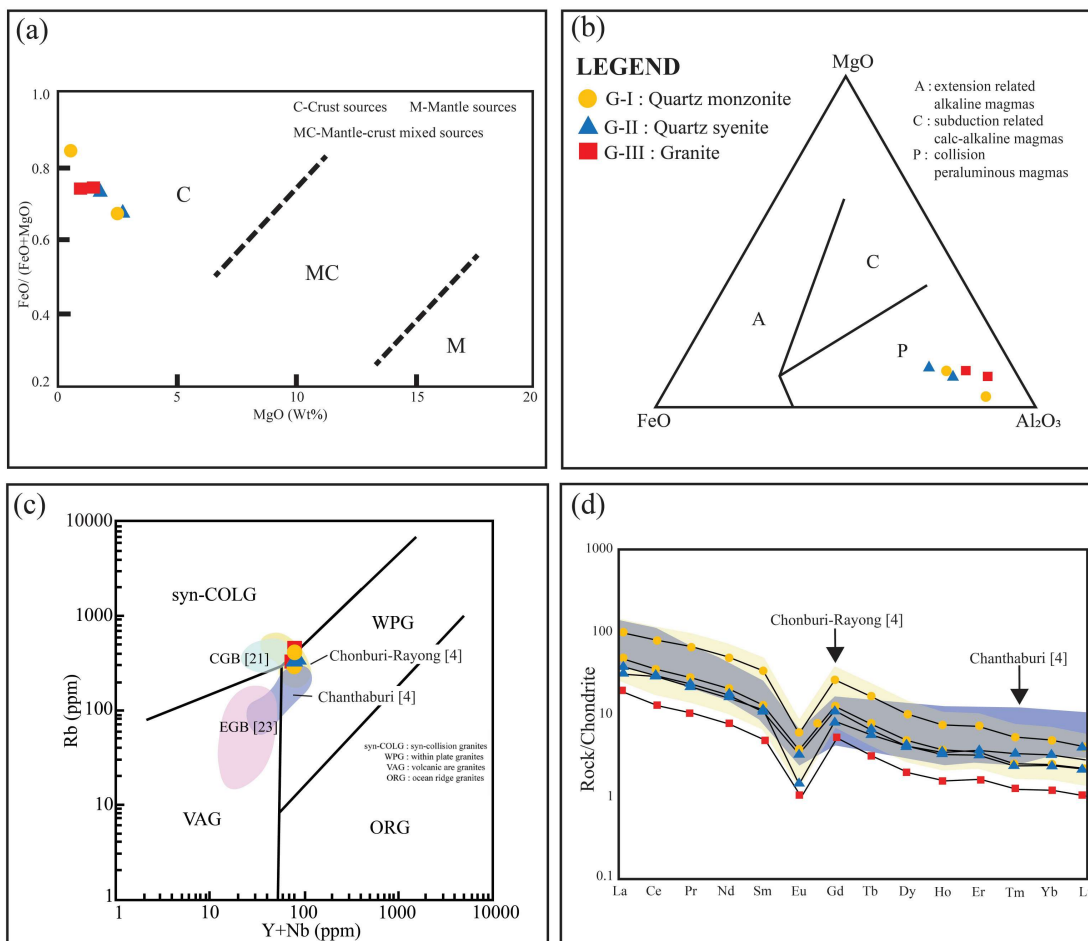 (a)
1.0
C-Crust sources M-Mantle sources
MC-Mantle-crust mixed sources
0.8
C
0.6
MC
0.4
M
0.2
FeO/ (FeO+MgO)
0 5 10 15 20
MgO (Wt%)
(b)
LEGEND
G-I : Quartz monzonite
G-II : Quartz syenite
G-III : Granite
MgO
A : extension related
alkaline magmas
C : subduction related
calc-alkaline magmas
P : collision
peraluminous magmas
C
A
P
FeO
Al₂O₃
(c)
10000
1000
100
10
1
Rb (ppm)
syn-COLG
WPG
CGB [21]
Chonburi-Rayong [4]
Chanthaburi [4]
EGB [23]
syn-COLG : syn-collision granites
WPG : within plate granites
VAG : volcanic arc granites
ORG : ocean ridge granites
VAG
ORG
1 10 100 1000 10000
Y+Nb (ppm)
(d)
1000
100
10
1
0.1
Rock/Chondrite
Chonburi-Rayong [4]
Chanthaburi [4]
La Ce Pr Nd Sm Eu Gd Tb Dy Ho Er Tm Yb L